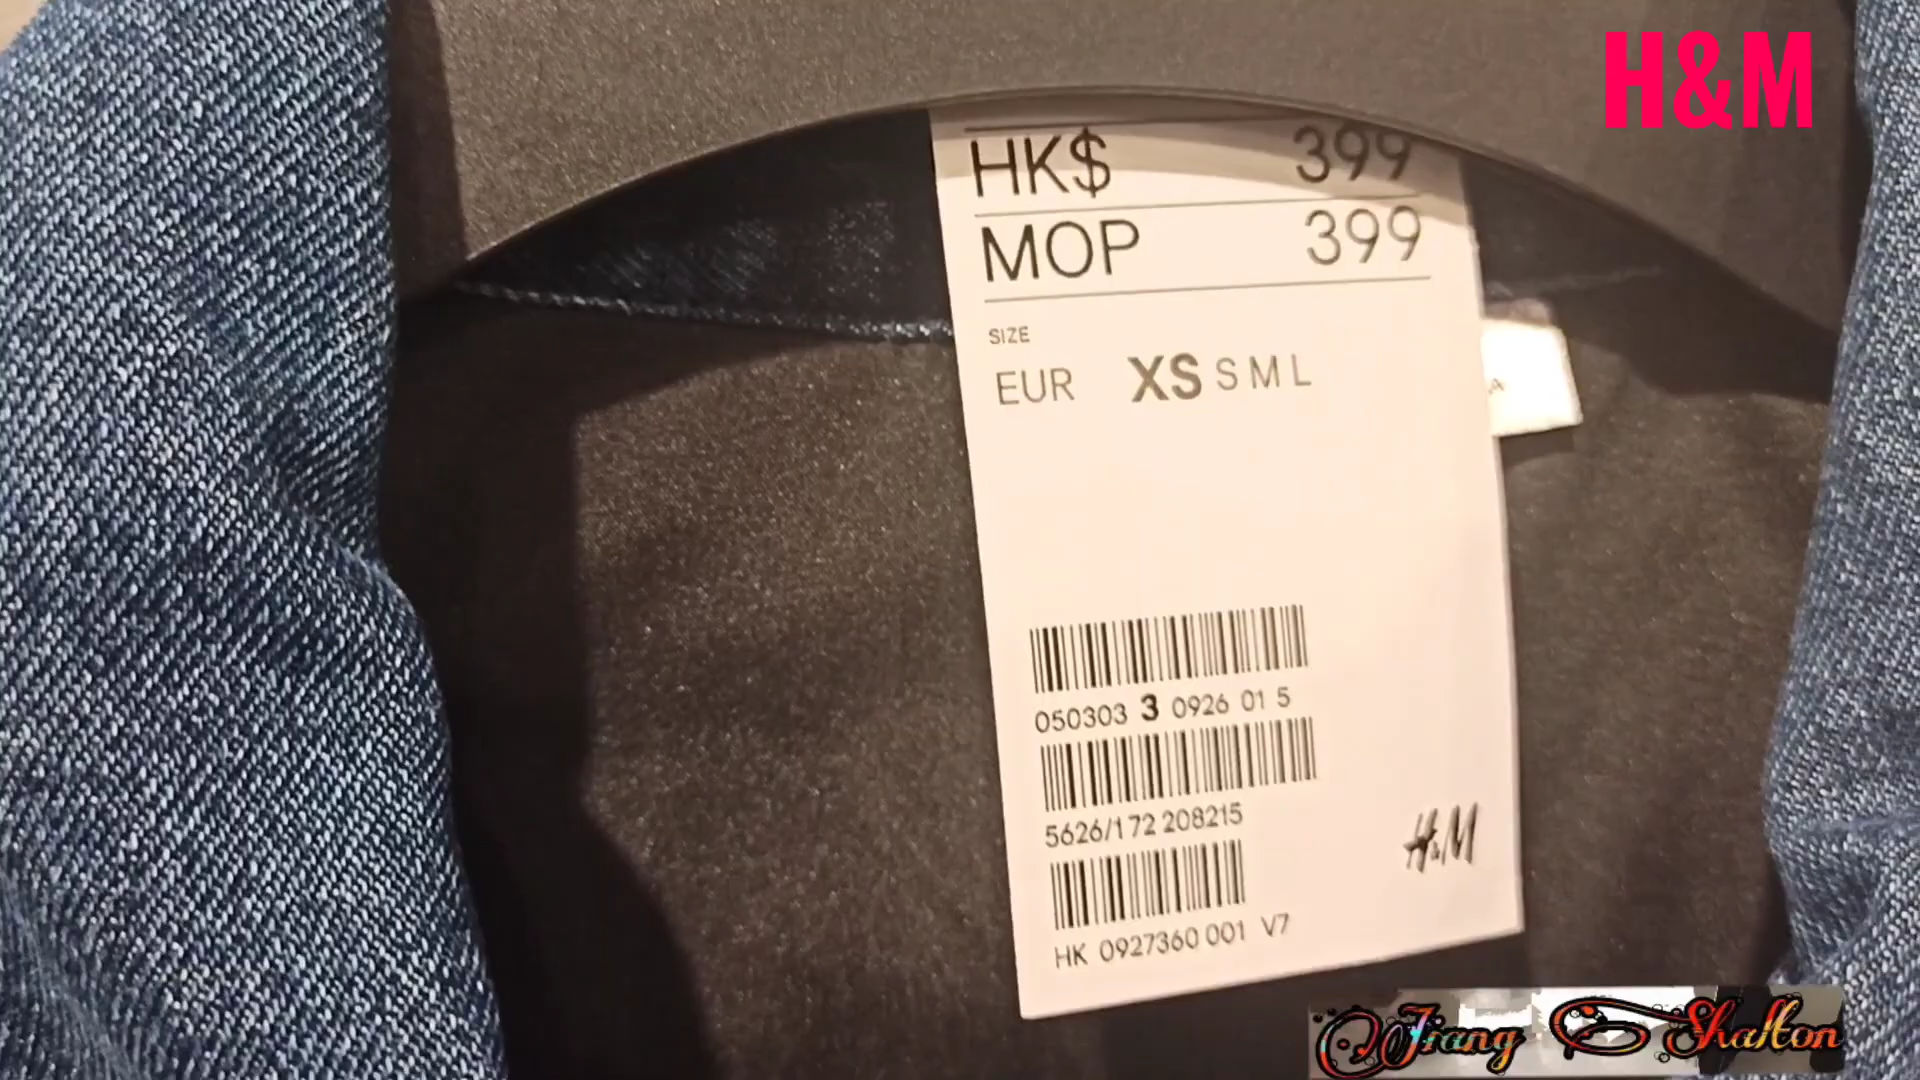 H&M
HK$ 399
MOP 399
SIZE
EUR XS S M L
050303 3 0926 01 5
5626/172 208215
H&M
HK 0927360 001 V7
Jiang Shalton